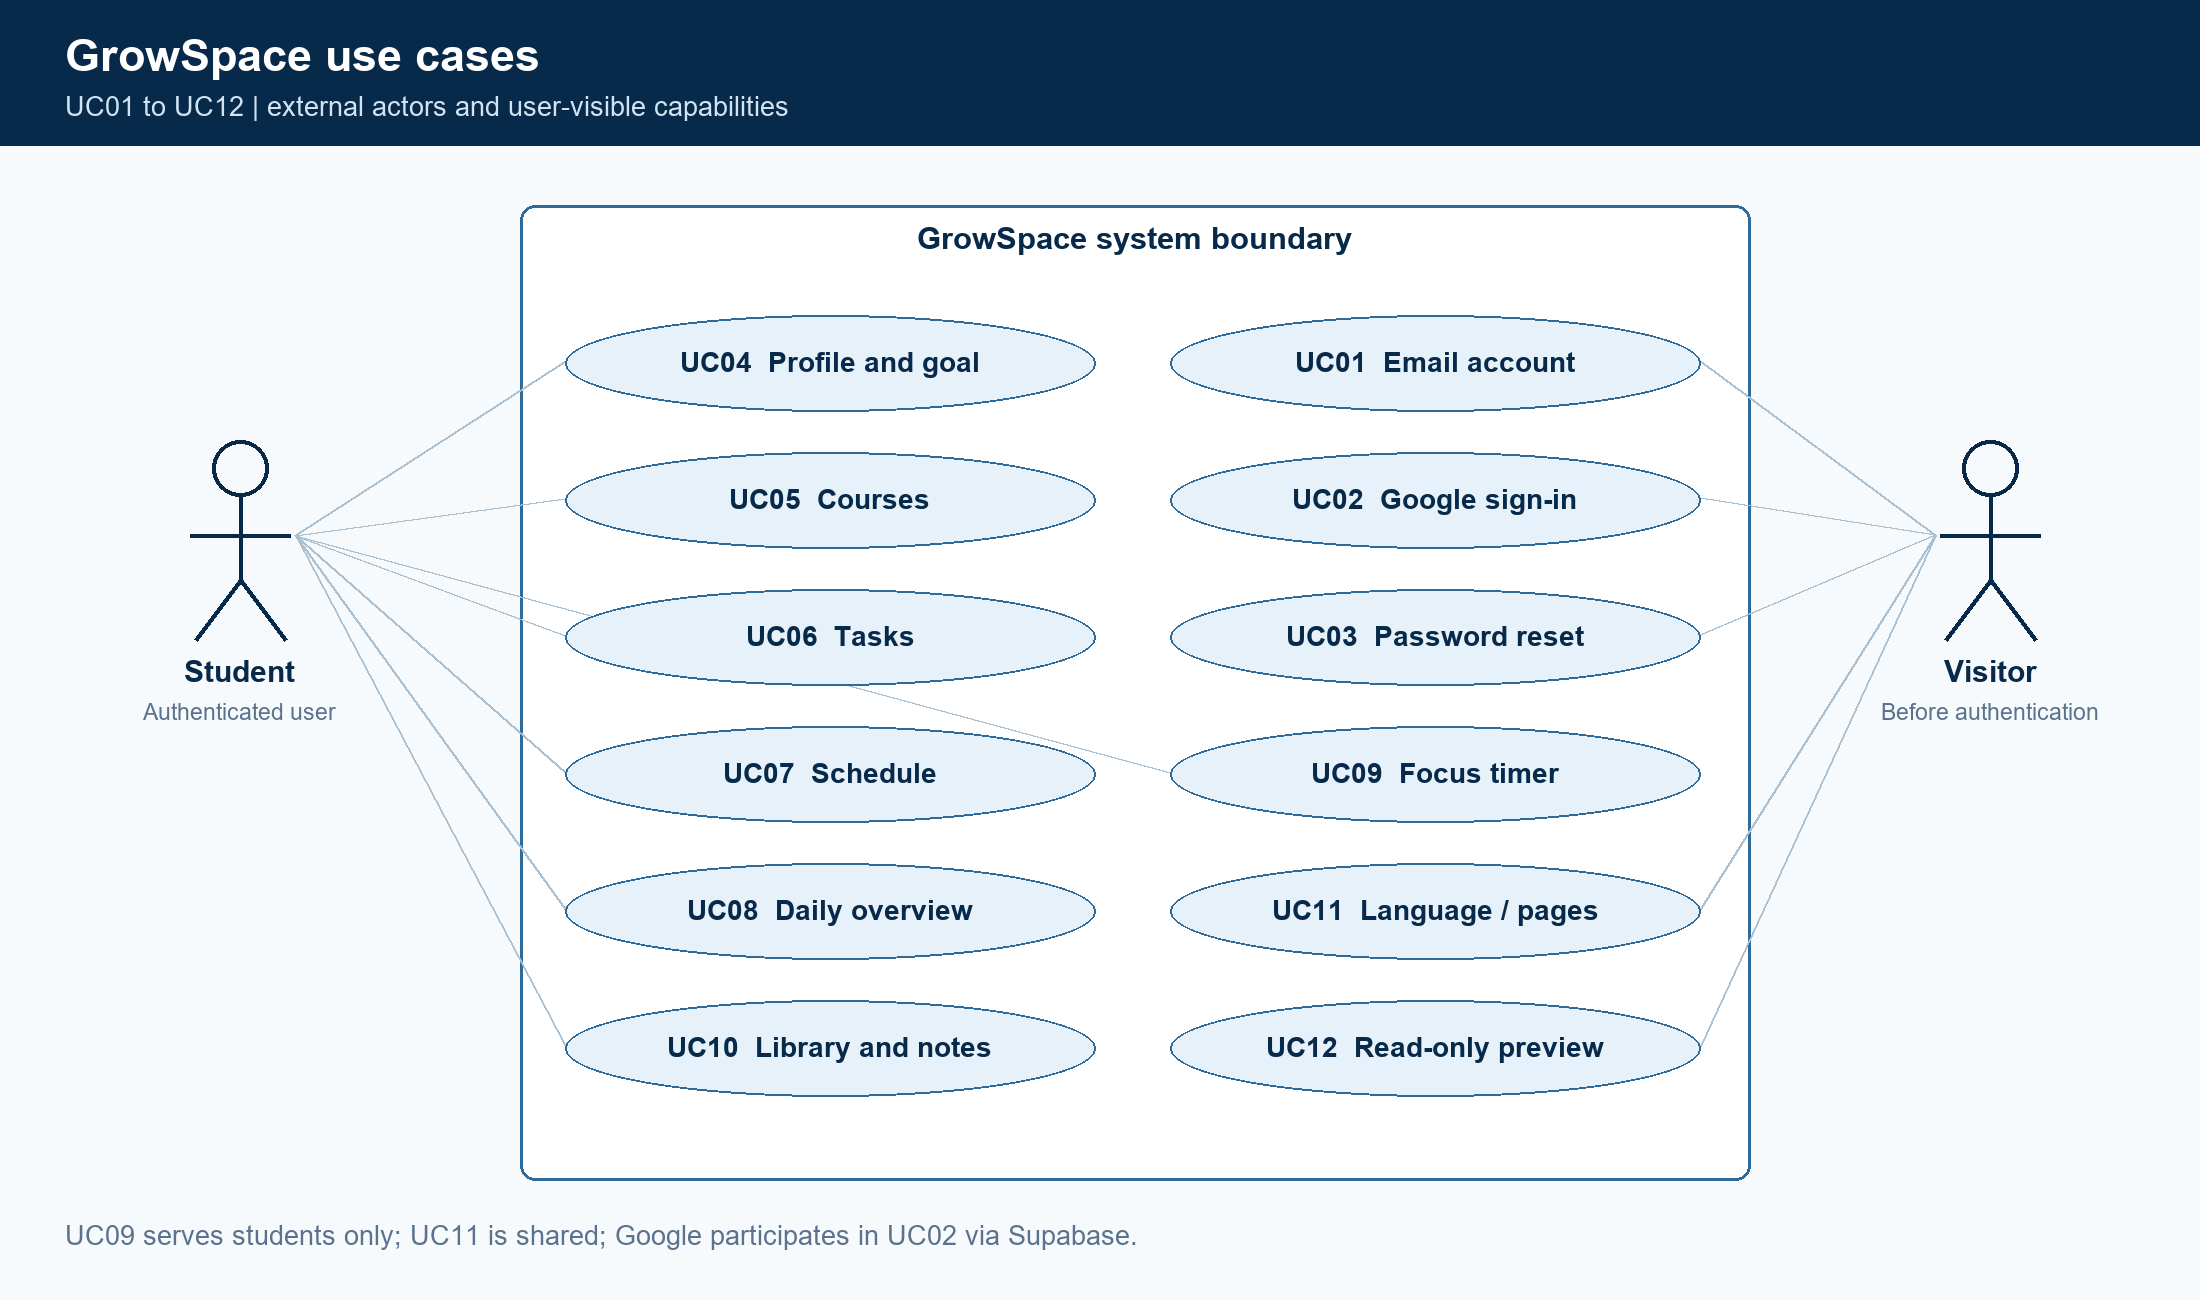 GrowSpace use cases
UC01 to UC12 | external actors and user-visible capabilities
GrowSpace system boundary
UC04 Profile and goal
UC01 Email account
UC05 Courses
UC02 Google sign-in
UC06 Tasks
UC03 Password reset
Student
Authenticated user
Visitor
Before authentication
UC07 Schedule
UC09 Focus timer
UC08 Daily overview
UC11 Language / pages
UC10 Library and notes
UC12 Read-only preview
UC09 serves students only; UC11 is shared; Google participates in UC02 via Supabase.